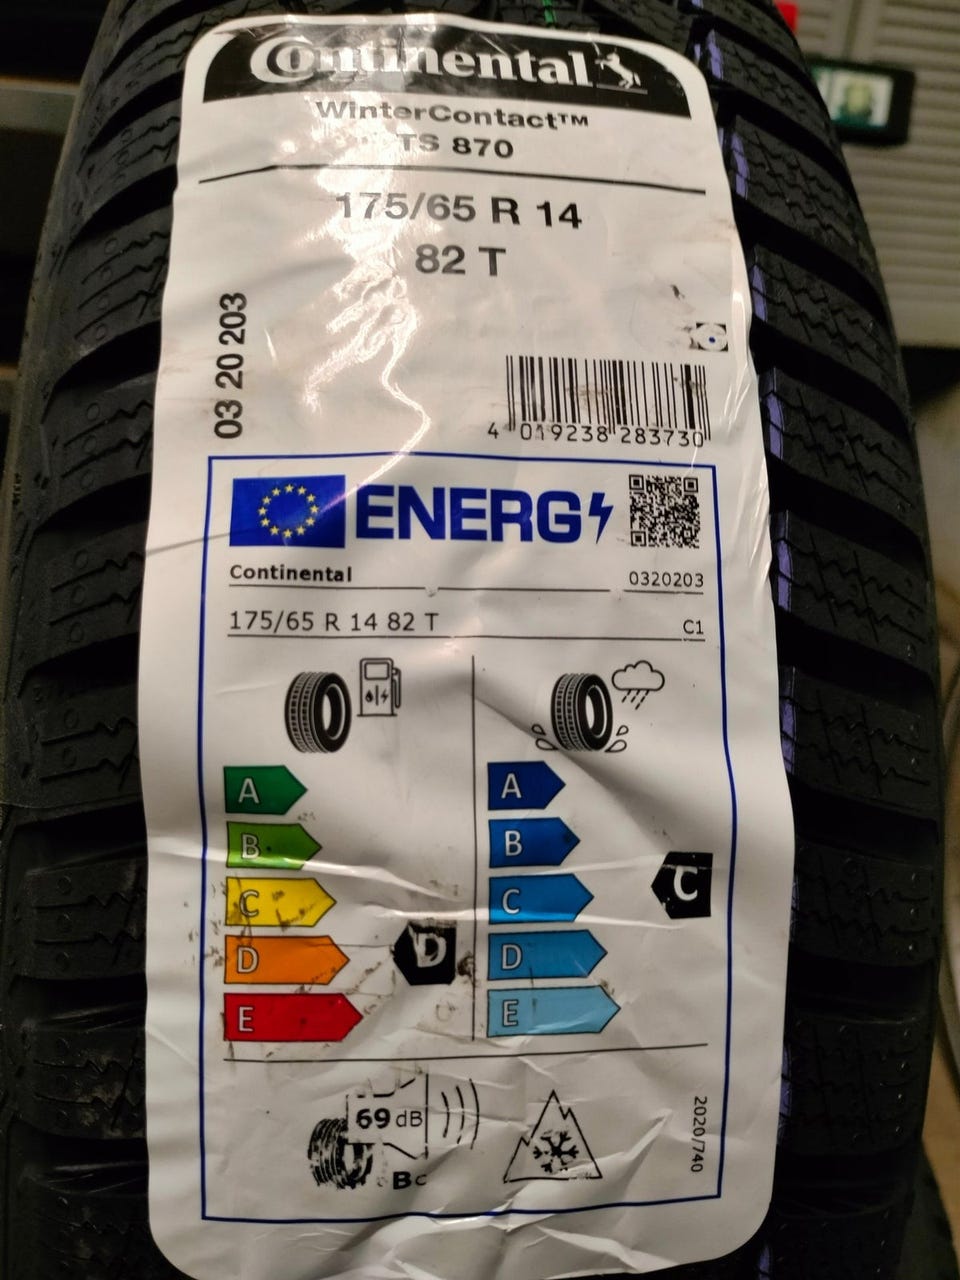 Continental
WinterContact™
TS 870
175/65 R 14
82 T
03 20 203
4 019238 283730
ENERG
Continental
0320203
175/65 R 14 82 T
C1
A
B
C
D
E
D
A
B
C
D
E
C
69 dB
B
2020/740